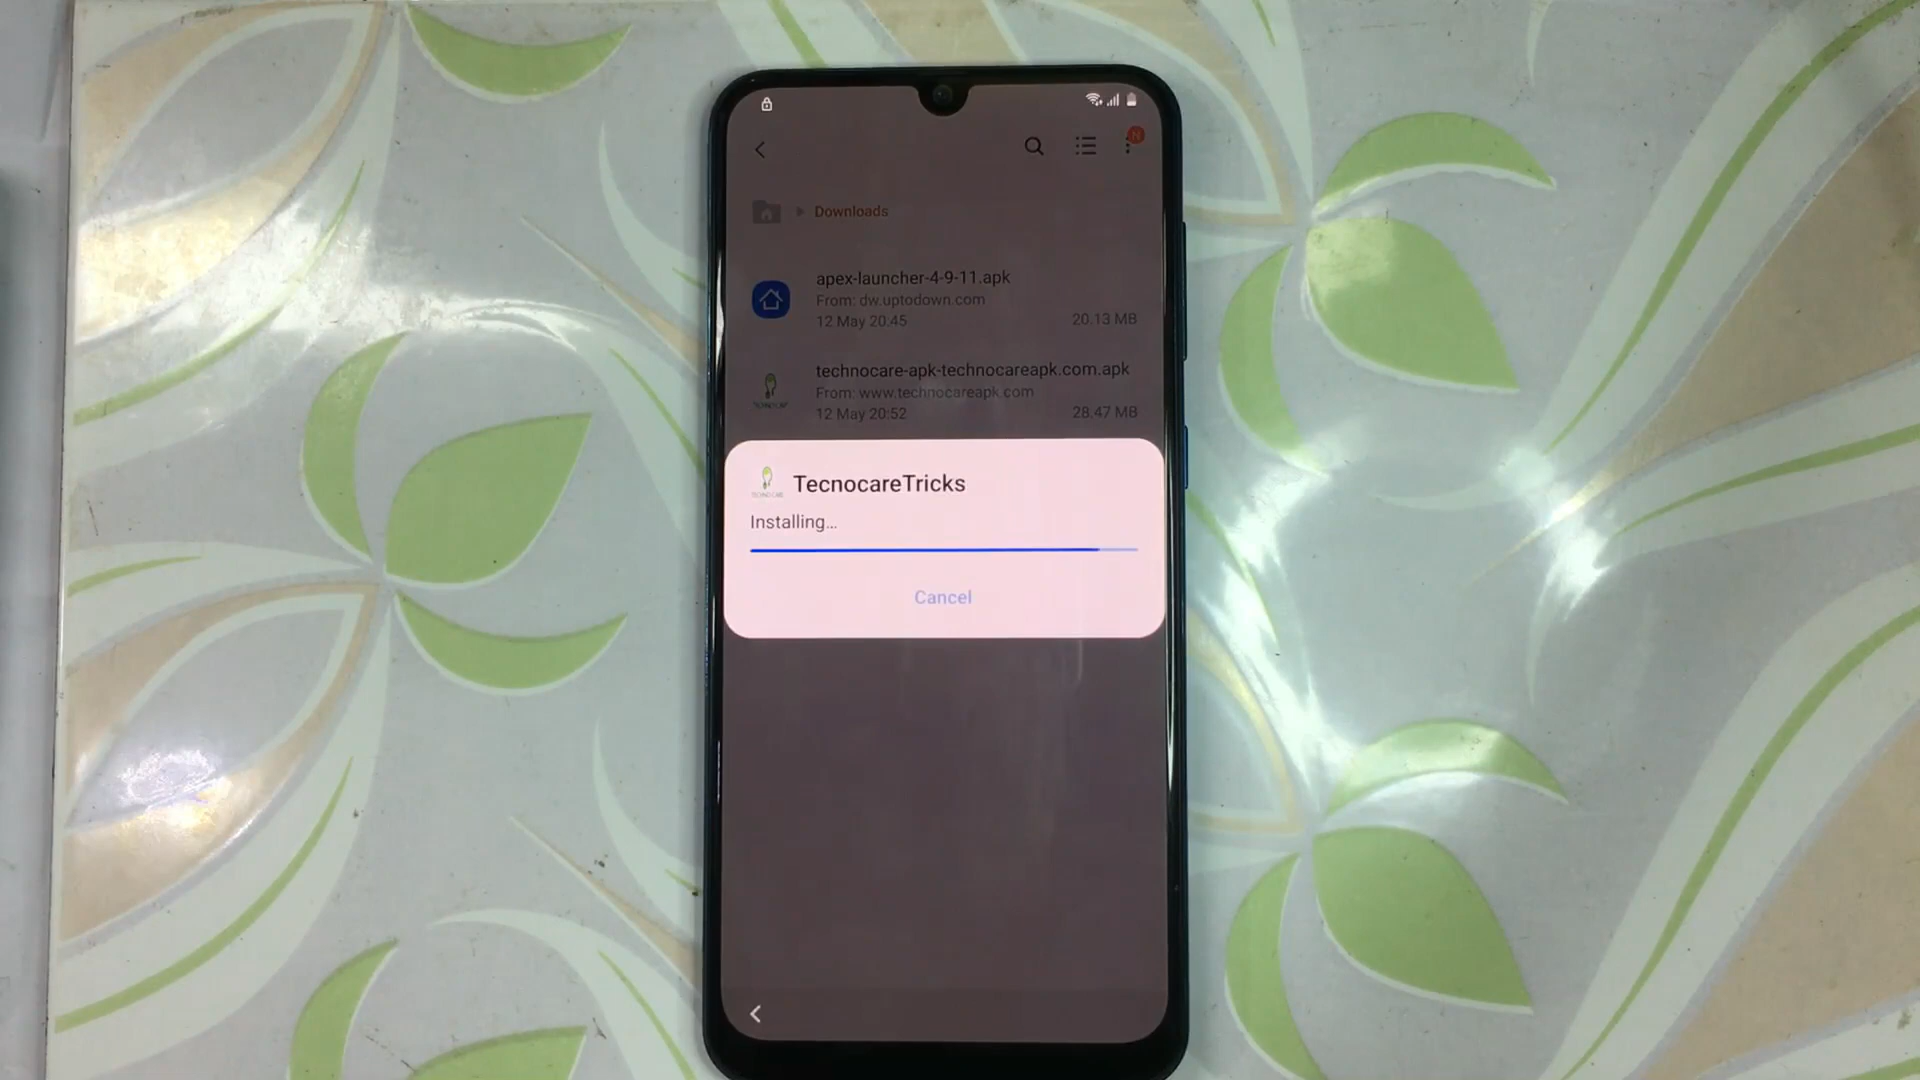 N
Downloads
apex-launcher-4-9-11.apk
From: dw.uptodown.com
12 May 20:45
20.13 MB
technocare-apk-technocareapk.com.apk
From: www.technocareapk.com
12 May 20:52
28.47 MB
TecnocareTricks
Installing...
Cancel